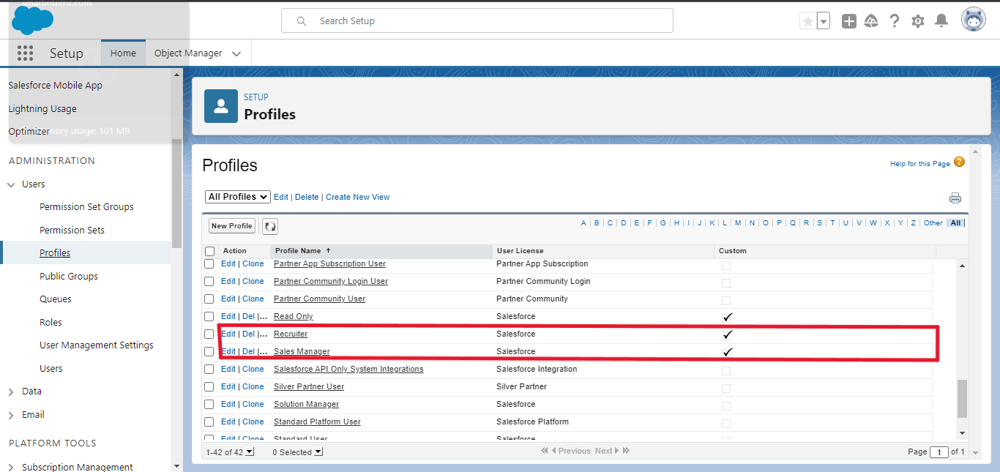 smartinternz.com
Search Setup
Setup
Home
Object Manager
Salesforce Mobile App
Lightning Usage
Optimizer
memory usage: 101 MB
ADMINISTRATION
Users
Permission Set Groups
Permission Sets
Profiles
Public Groups
Queues
Roles
User Management Settings
Users
Data
Email
PLATFORM TOOLS
Subscription Management
SETUP
Profiles
Profiles
Help for this Page ?
All Profiles Edit | Delete | Create New View
New Profile
A | B | C | D | E | F | G | H | I | J | K | L | M | N | O | P | Q | R | S | T | U | V | W | X | Y | Z | Other | All
Action Profile Name ↑ User License Custom
Edit | Clone Partner App Subscription User Partner App Subscription
Edit | Clone Partner Community Login User Partner Community Login
Edit | Clone Partner Community User Partner Community
Edit | Del |... Read Only Salesforce ✓
Edit | Del |... Recruiter Salesforce ✓
Edit | Del |... Sales Manager Salesforce ✓
Edit | Clone Salesforce API Only System Integrations Salesforce Integration
Edit | Clone Silver Partner User Silver Partner
Edit | Clone Solution Manager Salesforce
Edit | Clone Standard Platform User Salesforce Platform
Edit | Clone Standard User Salesforce
1-42 of 42 0 Selected Previous Next Page 1 of 1